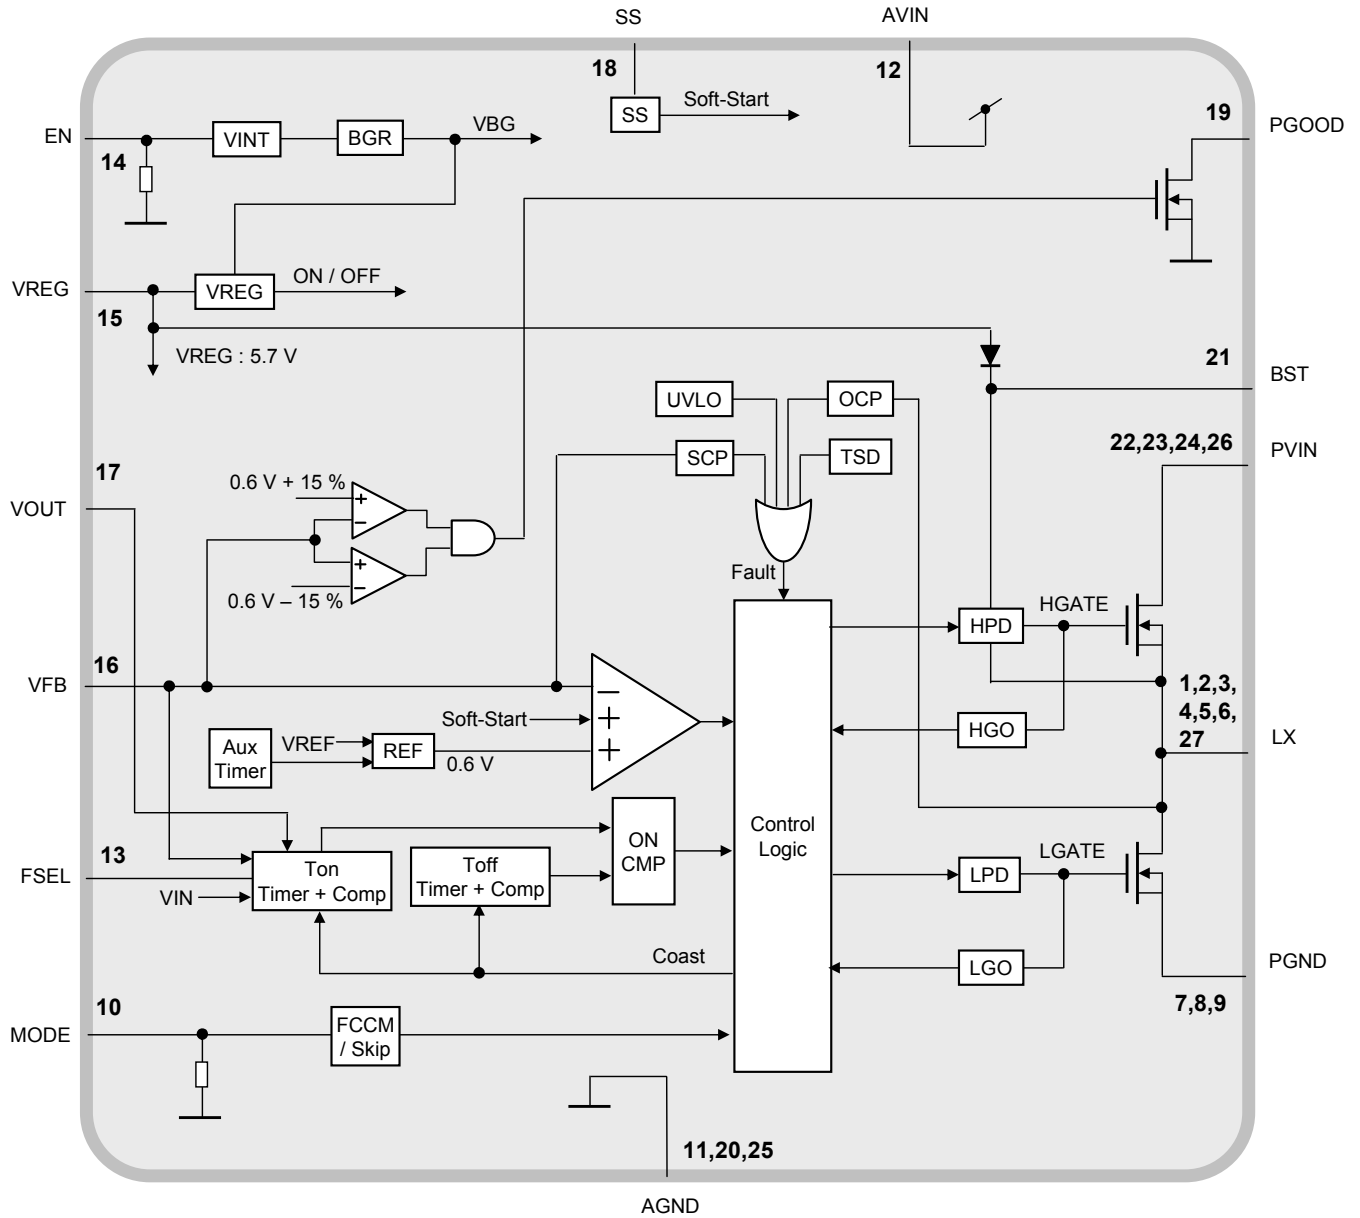 SS
AVIN
18
12
SS
Soft-Start
19
PGOOD
EN
14
VINT
BGR
VBG
VREG
15
VREG
ON / OFF
VREG : 5.7 V
21
BST
UVLO
OCP
22,23,24,26
PVIN
SCP
TSD
17
VOUT
0.6 V + 15 %
+
−
+
−
0.6 V – 15 %
Fault
HPD
HGATE
16
VFB
−
+
+
Soft-Start
Aux
Timer
VREF
REF
0.6 V
HGO
1,2,3,
4,5,6,
27
LX
Control
Logic
ON
CMP
13
FSEL
VIN
Ton
Timer + Comp
Toff
Timer + Comp
LPD
LGATE
Coast
LGO
PGND
7,8,9
10
MODE
FCCM
/ Skip
11,20,25
AGND